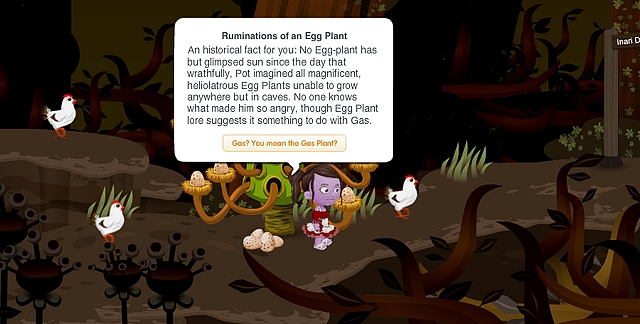 Ruminations of an Egg Plant
An historical fact for you: No Egg-plant has
but glimpsed sun since the day that
wrathfully, Pot imagined all magnificent,
heliolatrous Egg Plants unable to grow
anywhere but in caves. No one knows
what made him so angry, though Egg Plant
lore suggests it something to do with Gas.
Gas? You mean the Gas Plant?
Inari D